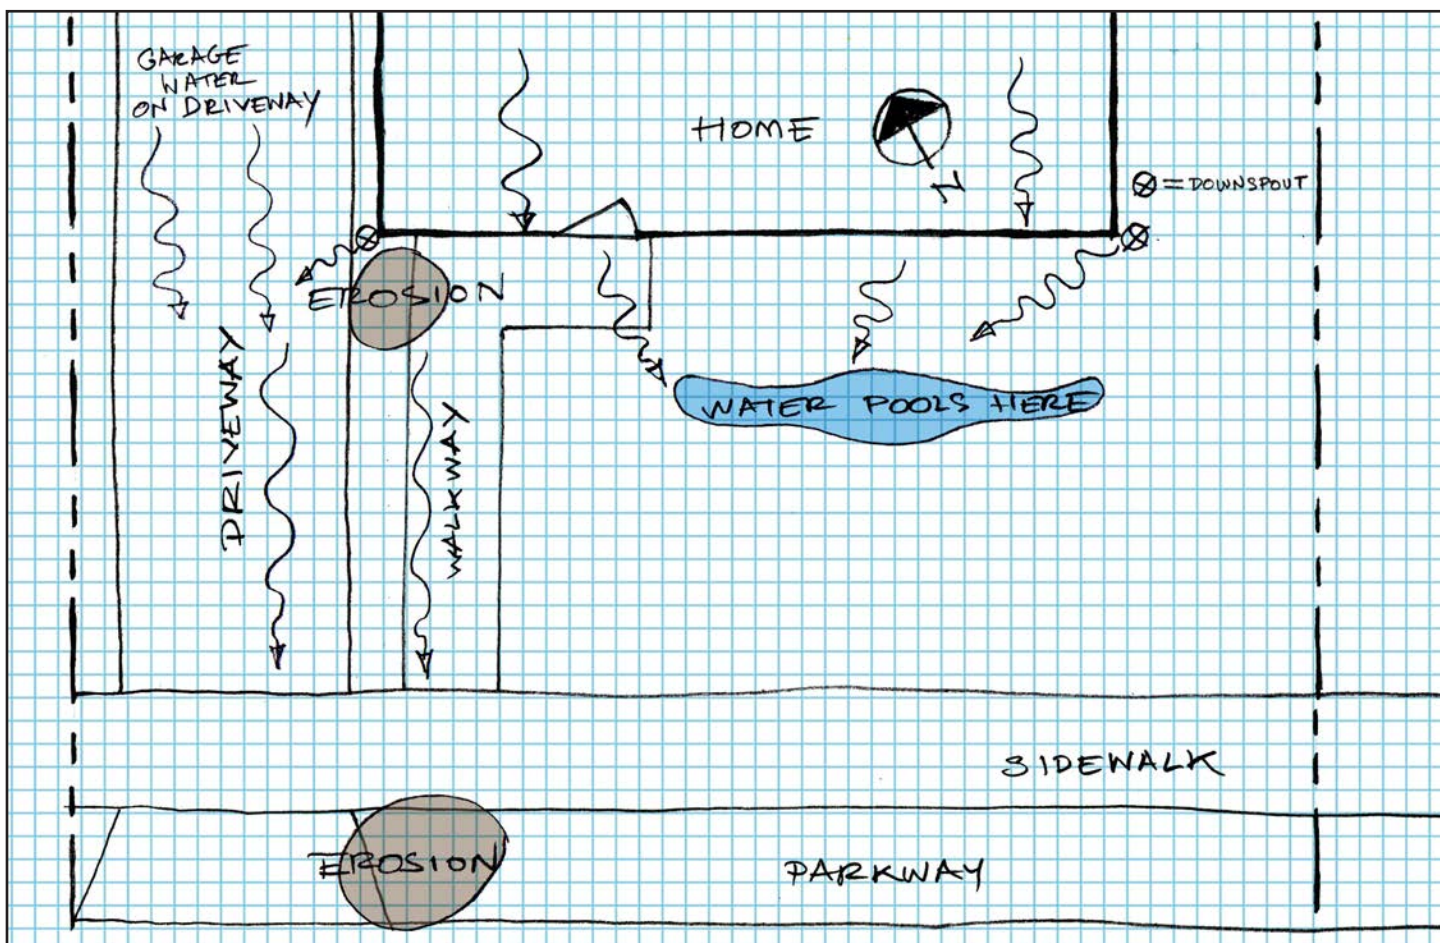 GARAGE
WATER
ON DRIVEWAY
HOME
N
⊗ = DOWNSPOUT
EROSION
DRIVEWAY
WALKWAY
WATER POOLS HERE
SIDEWALK
EROSION
PARKWAY